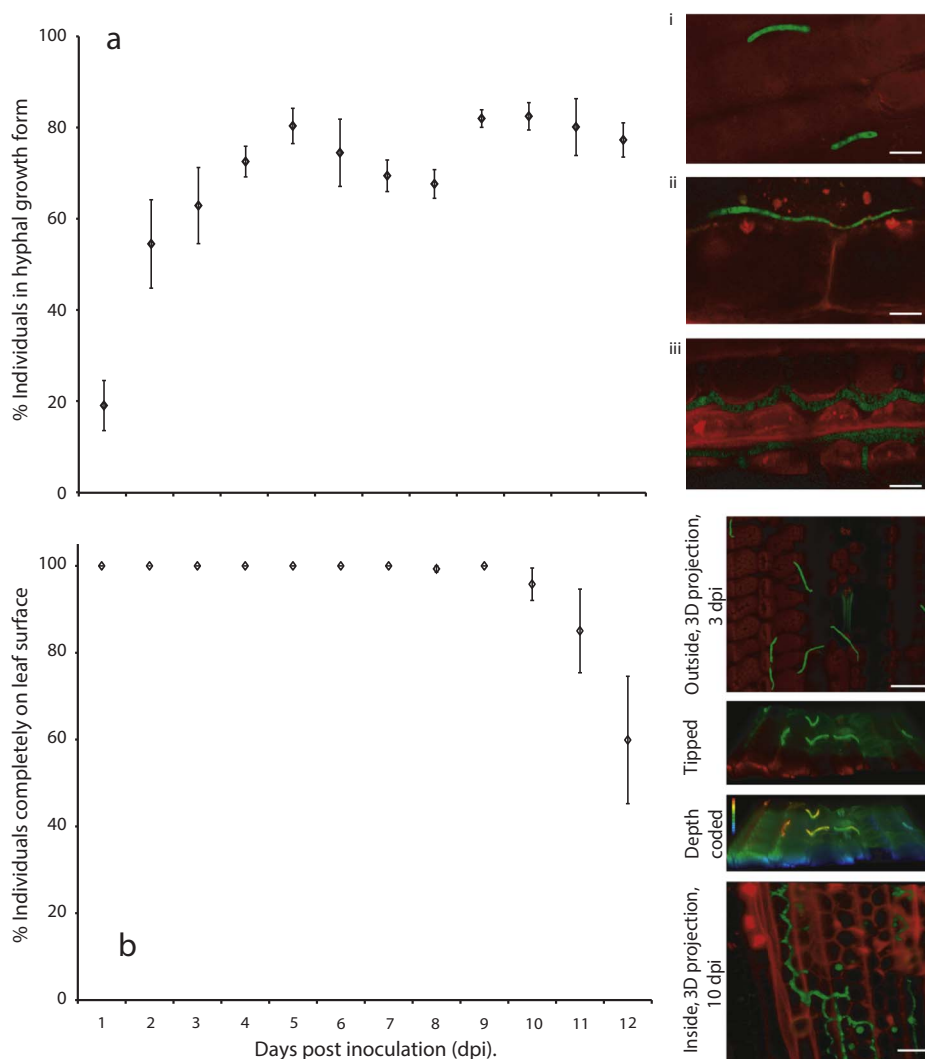 a
% Individuals in hyphal growth form
100
80
60
40
20
0
i
ii
iii
b
% Individuals completely on leaf surface
100
80
60
40
20
0
1 2 3 4 5 6 7 8 9 10 11 12
Days post inoculation (dpi).
Outside, 3D projection,
3 dpi
Tipped
Depth
coded
Inside, 3D projection,
10 dpi